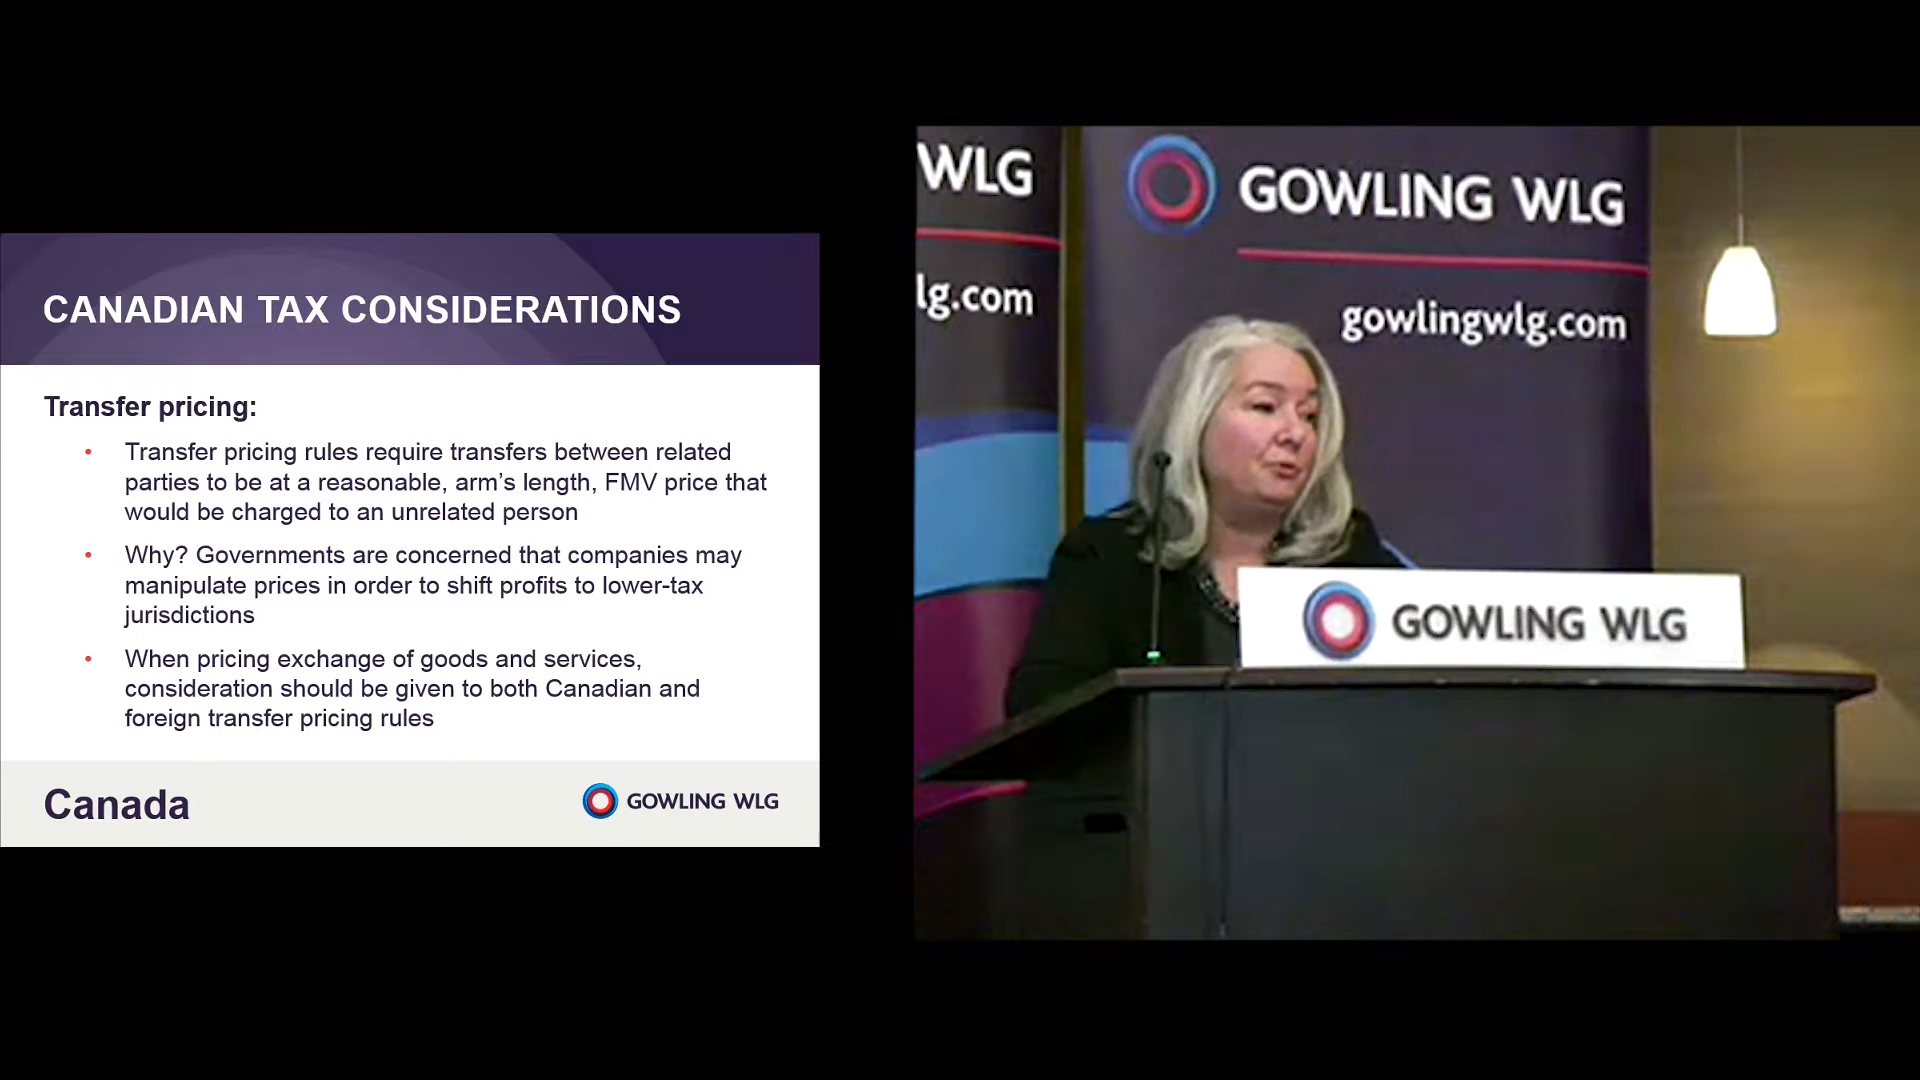 CANADIAN TAX CONSIDERATIONS
Transfer pricing:
• Transfer pricing rules require transfers between related
parties to be at a reasonable, arm's length, FMV price that
would be charged to an unrelated person
• Why? Governments are concerned that companies may
manipulate prices in order to shift profits to lower-tax
jurisdictions
• When pricing exchange of goods and services,
consideration should be given to both Canadian and
foreign transfer pricing rules
Canada
GOWLING WLG
WLG
lg.com
GOWLING WLG
gowlingwlg.com
GOWLING WLG